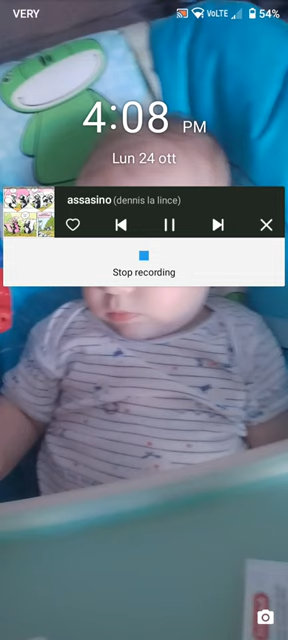 VERY
VoLTE
54%
4:08 PM
Lun 24 ott
assasino (dennis la lince)
Stop recording